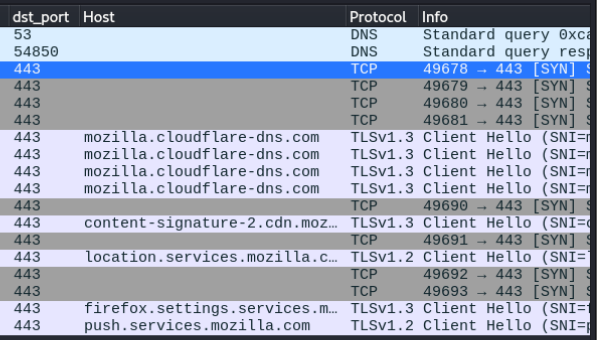 dst_port Host Protocol Info
53 DNS Standard query 0xca
54850 DNS Standard query resp
443 TCP 49678 → 443 [SYN] S
443 TCP 49679 → 443 [SYN] S
443 TCP 49680 → 443 [SYN] S
443 TCP 49681 → 443 [SYN] S
443 mozilla.cloudflare-dns.com TLSv1.3 Client Hello (SNI=m
443 mozilla.cloudflare-dns.com TLSv1.3 Client Hello (SNI=m
443 mozilla.cloudflare-dns.com TLSv1.3 Client Hello (SNI=m
443 mozilla.cloudflare-dns.com TLSv1.3 Client Hello (SNI=m
443 TCP 49690 → 443 [SYN] S
443 content-signature-2.cdn.moz… TLSv1.3 Client Hello (SNI=c
443 TCP 49691 → 443 [SYN] S
443 location.services.mozilla.c… TLSv1.2 Client Hello (SNI=l
443 TCP 49692 → 443 [SYN] S
443 TCP 49693 → 443 [SYN] S
443 firefox.settings.services.m… TLSv1.3 Client Hello (SNI=f
443 push.services.mozilla.com TLSv1.2 Client Hello (SNI=p